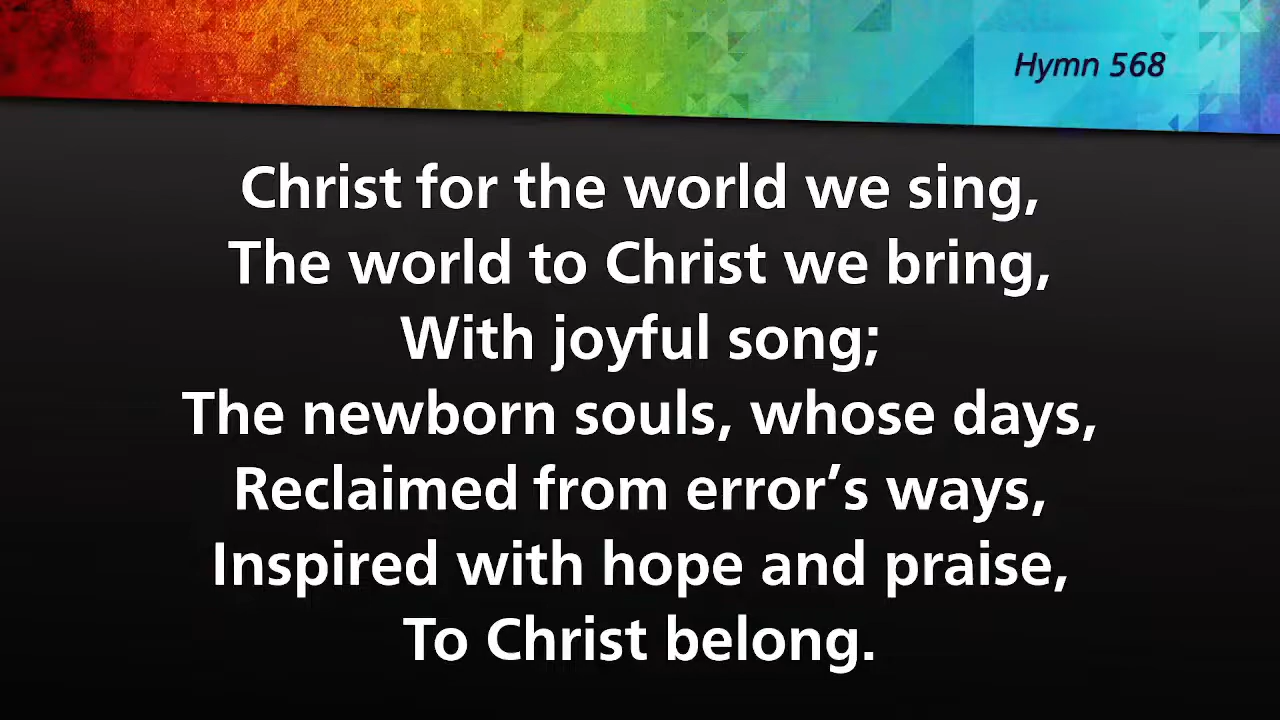 Hymn 568
Christ for the world we sing,
The world to Christ we bring,
With joyful song;
The newborn souls, whose days,
Reclaimed from error’s ways,
Inspired with hope and praise,
To Christ belong.